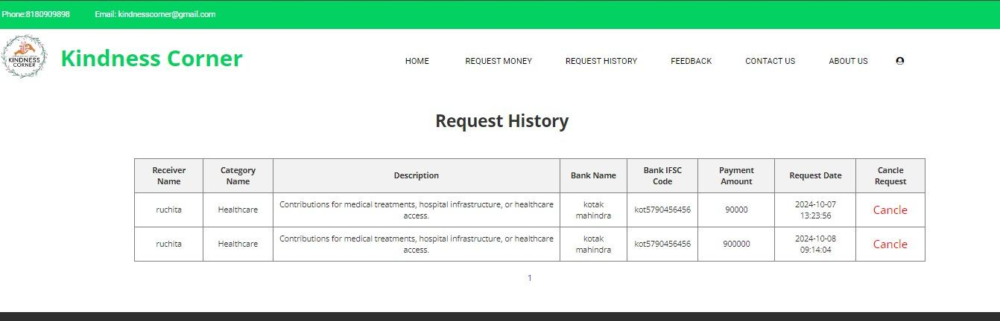 Phone:8180909898 Email: kindnesscorner@gmail.com
KINDNESS
CORNER
Kindness Corner
HOME REQUEST MONEY REQUEST HISTORY FEEDBACK CONTACT US ABOUT US
Request History
Receiver Name Category Name Description Bank Name Bank IFSC Code Payment Amount Request Date Cancle Request
ruchita Healthcare Contributions for medical treatments, hospital infrastructure, or healthcare access. kotak mahindra kot5790456456 90000 2024-10-07 13:23:56 Cancle
ruchita Healthcare Contributions for medical treatments, hospital infrastructure, or healthcare access. kotak mahindra kot5790456456 900000 2024-10-08 09:14:04 Cancle
1